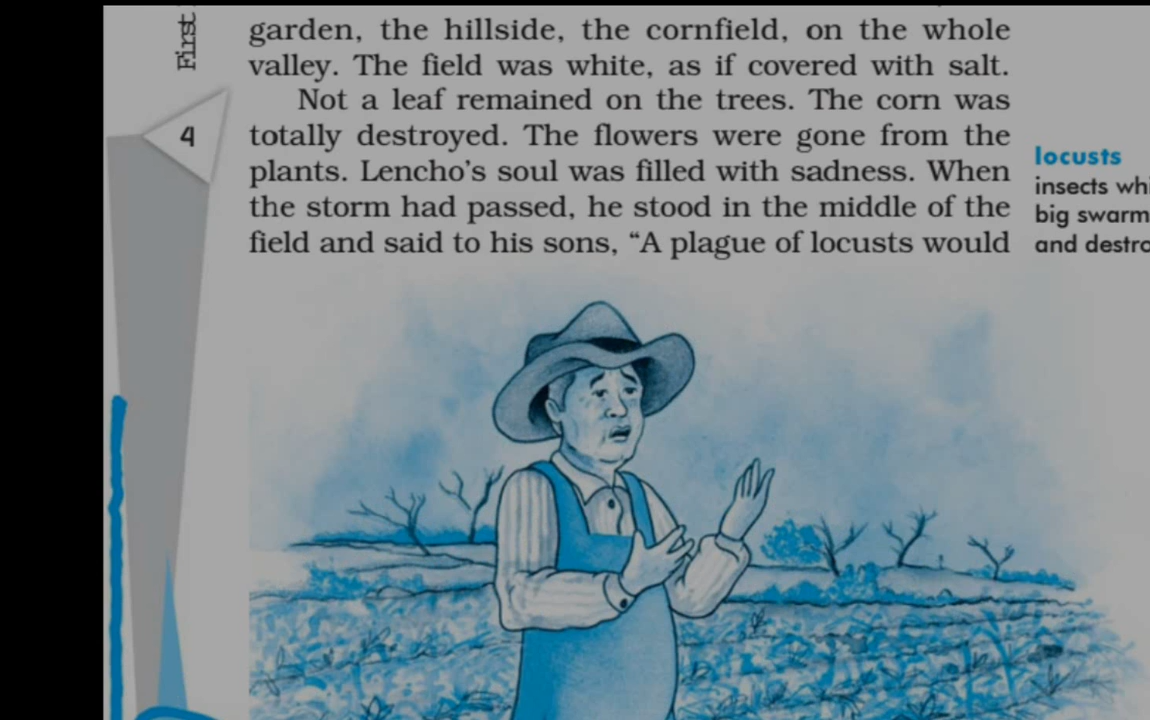 First
4
garden, the hillside, the cornfield, on the whole
valley. The field was white, as if covered with salt.
Not a leaf remained on the trees. The corn was
totally destroyed. The flowers were gone from the
plants. Lencho's soul was filled with sadness. When
the storm had passed, he stood in the middle of the
field and said to his sons, “A plague of locusts would
locusts
insects
big swarm
and